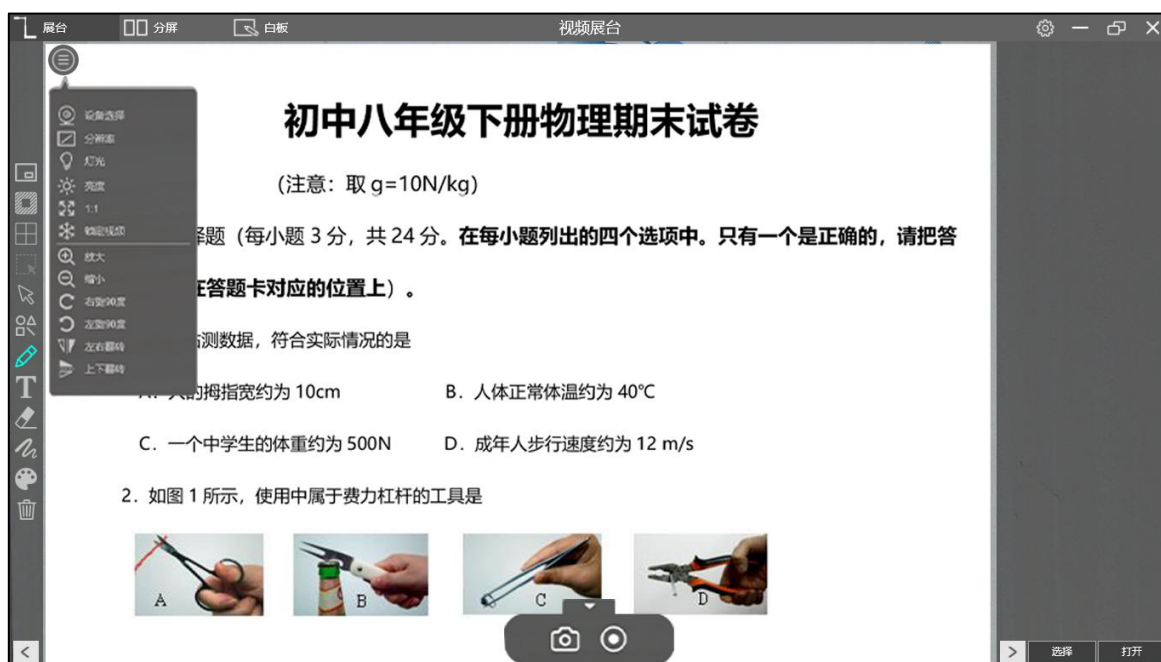 展台 分屏 白板 视频展台
设备选择
分辨率
灯光
亮度
1:1
锁定视频
放大
缩小
右旋90度
左旋90度
左右翻转
上下翻转
初中八年级下册物理期末试卷
(注意：取 g=10N/kg)
择题（每小题 3 分，共 24 分。在每小题列出的四个选项中。只有一个是正确的，请把答
在答题卡对应的位置上）。
估测数据，符合实际情况的是
A．人的拇指宽约为 10cm B．人体正常体温约为 40℃
C．一个中学生的体重约为 500N D．成年人步行速度约为 12 m/s
2．如图 1 所示，使用中属于费力杠杆的工具是
A B C D
T
选择 打开